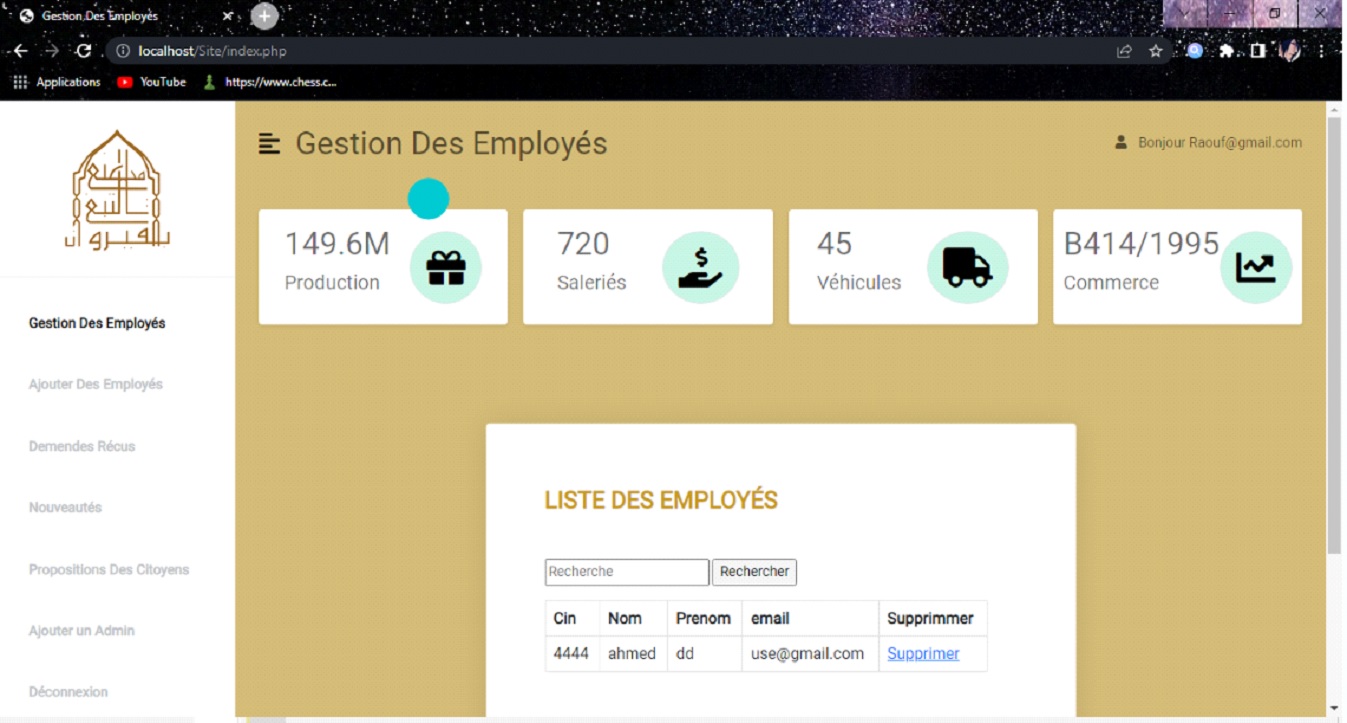 Gestion Des Employés
localhost/Site/index.php
Applications YouTube https://www.chess.c...
Gestion Des Employés
Bonjour Raouf@gmail.com
149.6M
Production
720
Saleriés
45
Véhicules
B414/1995
Commerce
Gestion Des Employés
Ajouter Des Employés
Demendes Récus
Nouveautés
Propositions Des Citoyens
Ajouter un Admin
Déconnexion
LISTE DES EMPLOYÉS
Recherche Rechercher
Cin Nom Prenom email Supprimmer
4444 ahmed dd use@gmail.com Supprimer